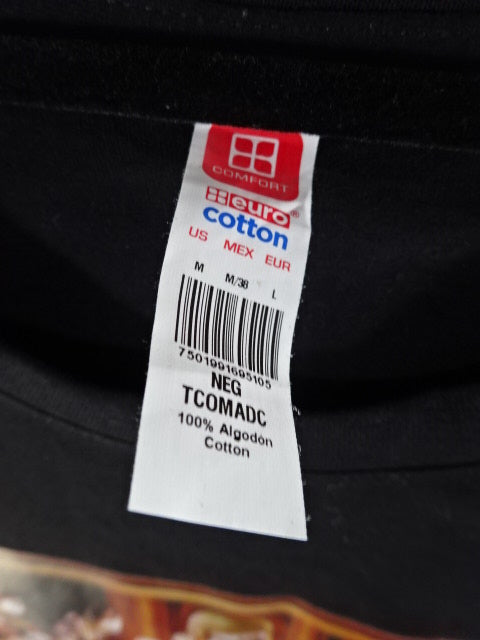 COMFORT
euro®
cotton
US MEX EUR
M M/38 L
7501991695105
NEG
TCOMADC
100% Algodón
Cotton